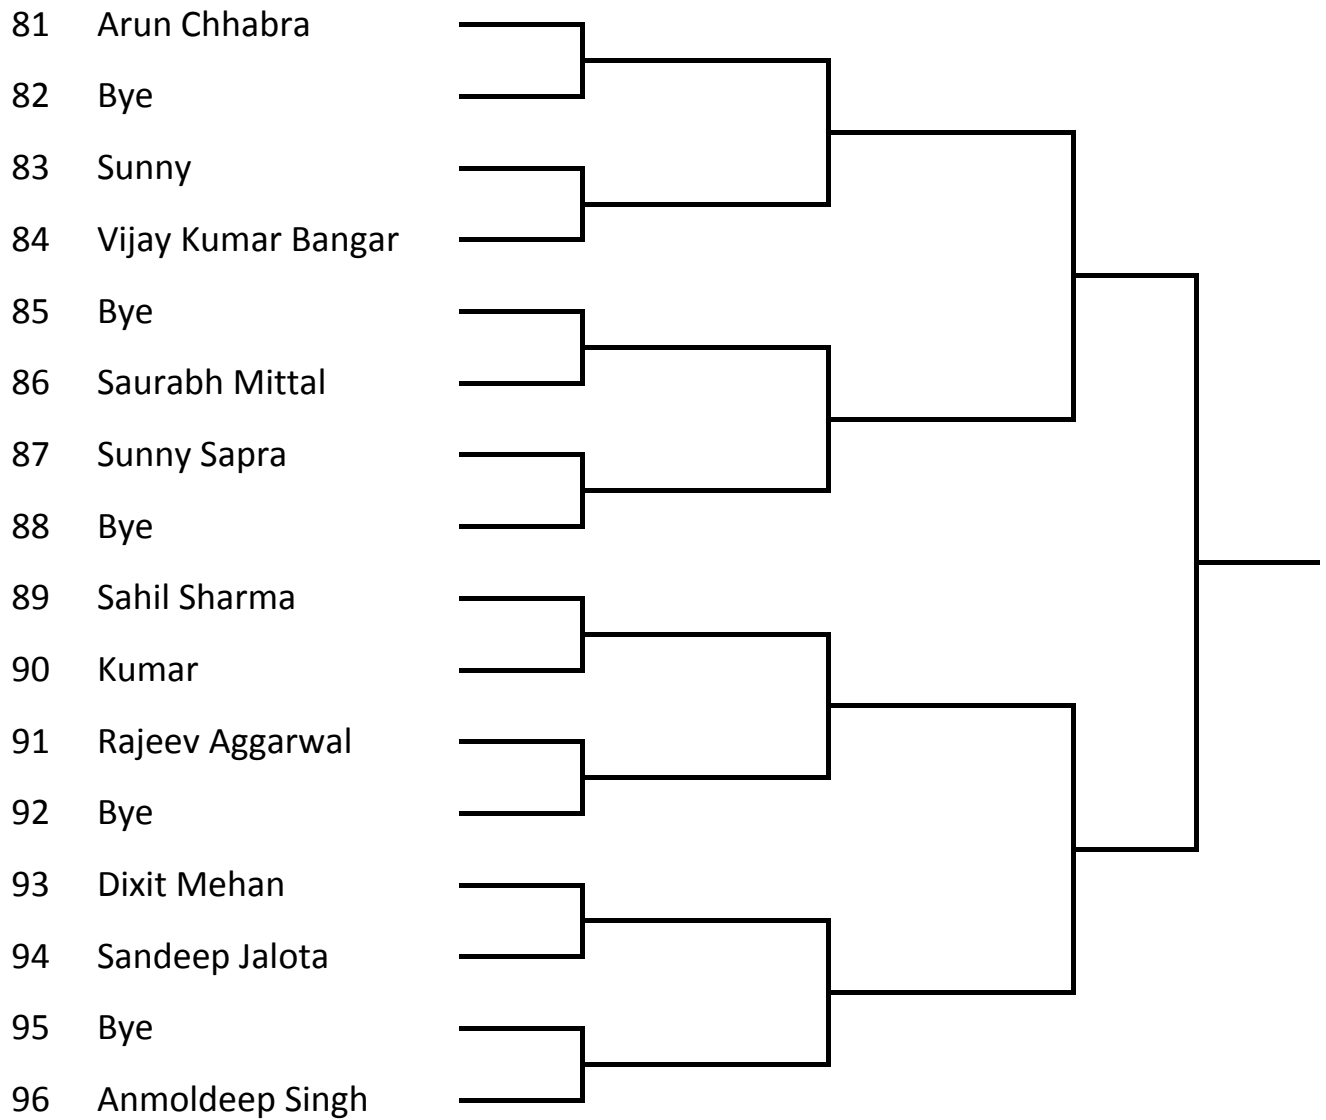 81 Arun Chhabra
82 Bye
83 Sunny
84 Vijay Kumar Bangar
85 Bye
86 Saurabh Mittal
87 Sunny Sapra
88 Bye
89 Sahil Sharma
90 Kumar
91 Rajeev Aggarwal
92 Bye
93 Dixit Mehan
94 Sandeep Jalota
95 Bye
96 Anmoldeep Singh